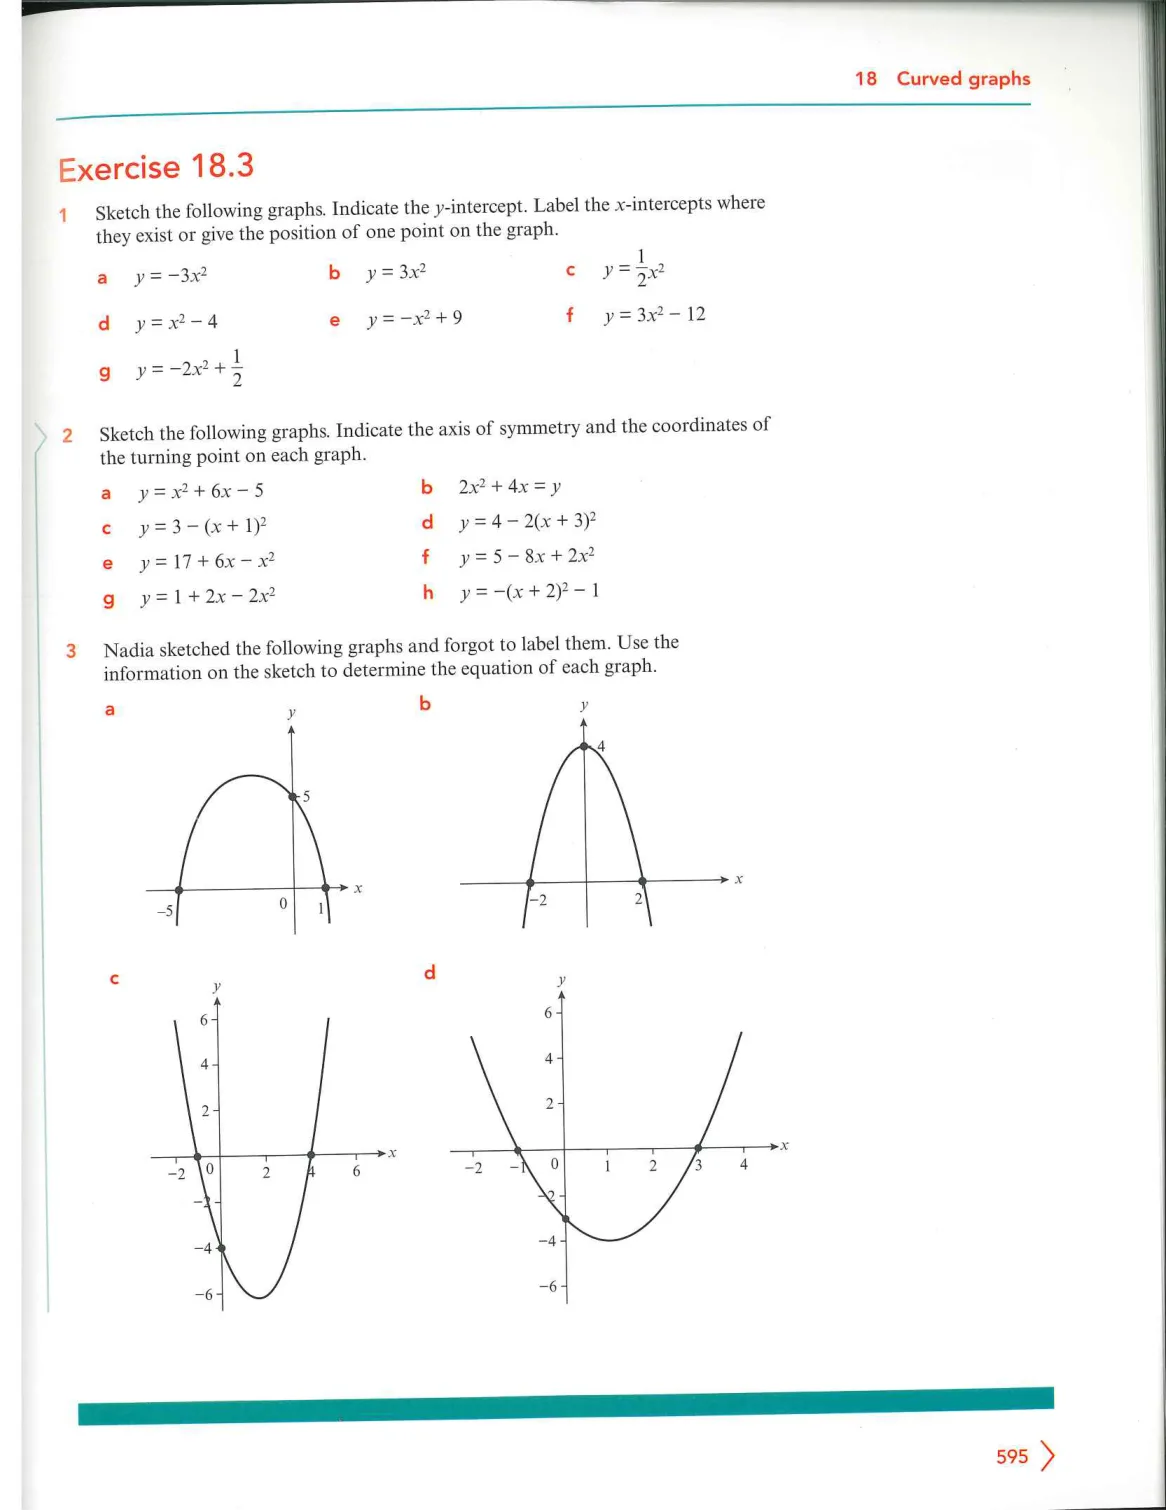 18 Curved graphs
Exercise 18.3
1 Sketch the following graphs. Indicate the y-intercept. Label the x-intercepts where
they exist or give the position of one point on the graph.
a y = −3x² b y = 3x² c y = 1/2 x²
d y = x² − 4 e y = −x² + 9 f y = 3x² − 12
g y = −2x² + 1/2
2 Sketch the following graphs. Indicate the axis of symmetry and the coordinates of
the turning point on each graph.
a y = x² + 6x − 5 b 2x² + 4x = y
c y = 3 − (x + 1)² d y = 4 − 2(x + 3)²
e y = 17 + 6x − x² f y = 5 − 8x + 2x²
g y = 1 + 2x − 2x² h y = −(x + 2)² − 1
3 Nadia sketched the following graphs and forgot to label them. Use the
information on the sketch to determine the equation of each graph.
a
y
5
x
−5 0 1
b
y
4
x
−2 2
c
y
6
4
2
x
−2 0 2 4 6
−2
−4
−6
d
y
6
4
2
x
−2 −1 0 1 2 3 4
−2
−4
−6
595